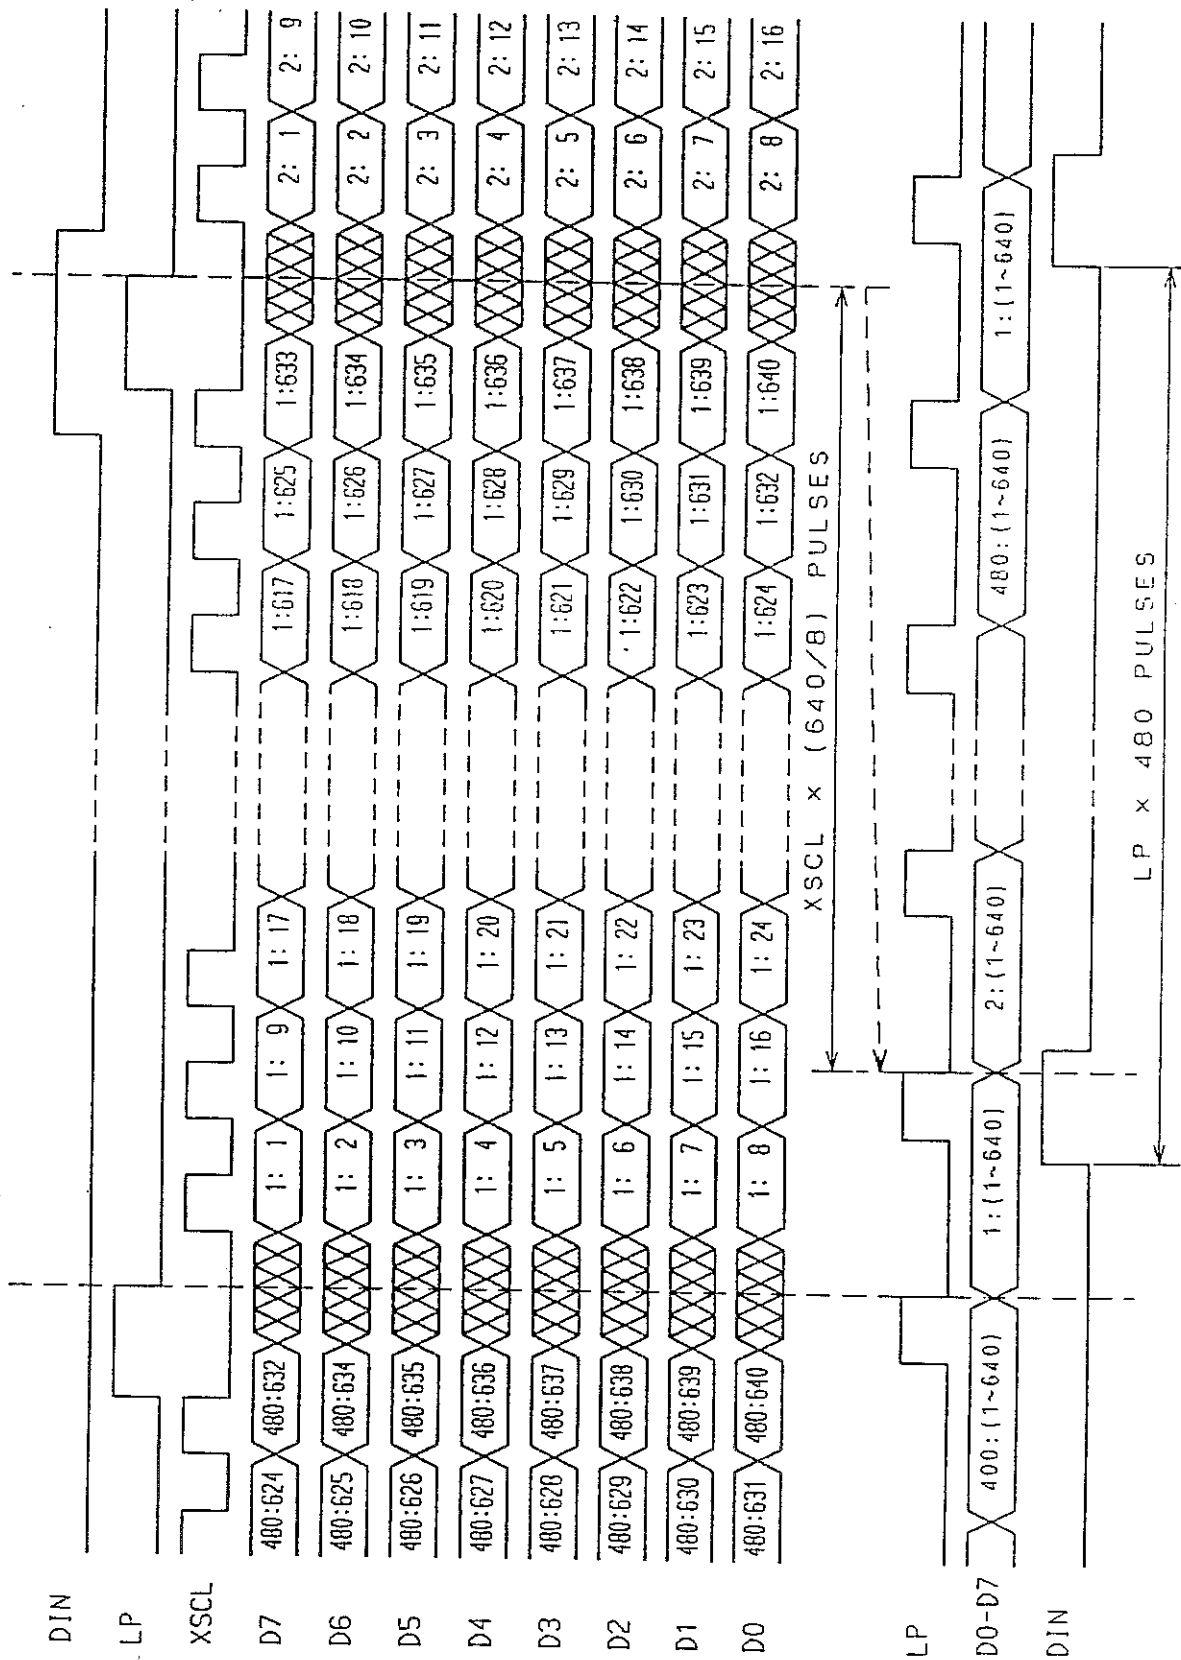 DIN
LP
XSCL
D7 480:624 480:632 1: 1 1: 9 1: 17 1:617 1:625 1:633 2: 1 2: 9
D6 480:625 480:634 1: 2 1: 10 1: 18 1:618 1:626 1:634 2: 2 2: 10
D5 480:626 480:635 1: 3 1: 11 1: 19 1:619 1:627 1:635 2: 3 2: 11
D4 480:627 480:636 1: 4 1: 12 1: 20 1:620 1:628 1:636 2: 4 2: 12
D3 480:628 480:637 1: 5 1: 13 1: 21 1:621 1:629 1:637 2: 5 2: 13
D2 480:629 480:638 1: 6 1: 14 1: 22 1:622 1:630 1:638 2: 6 2: 14
D1 480:630 480:639 1: 7 1: 15 1: 23 1:623 1:631 1:639 2: 7 2: 15
D0 480:631 480:640 1: 8 1: 16 1: 24 1:624 1:632 1:640 2: 8 2: 16
XSCL x (640/8) PULSES
LP
D0-D7 400:(1~640) 1:(1~640) 2:(1~640) 480:(1~640) 1:(1~640)
DIN
LP x 480 PULSES